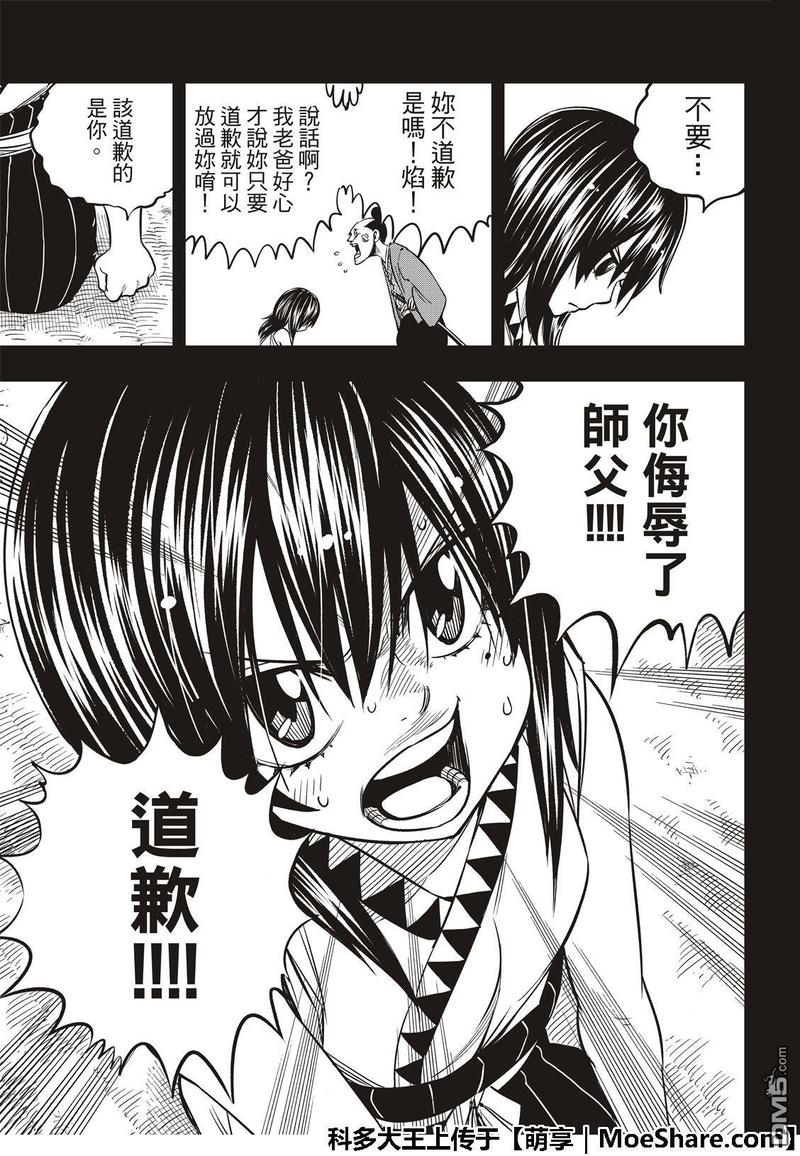 不要…
妳不道歉
是嗎！焰！
說話啊？
我老爸好心
才說妳只要
道歉就可以
放過妳唷！
該道歉的
是你。
你侮辱了
師父!!!!
道歉!!!!
科多大王上传于【萌享｜MoeShare.com】
DM5.com